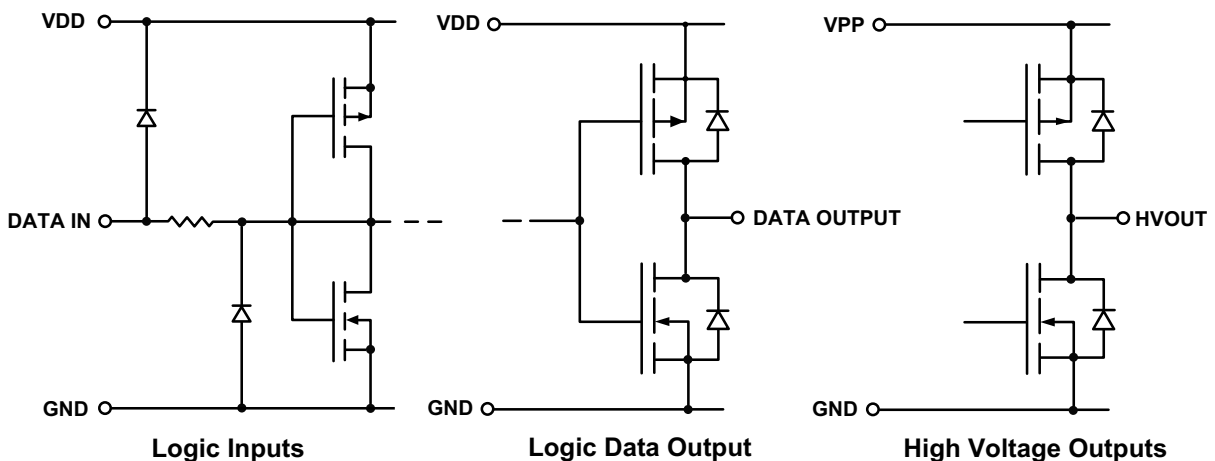 VDD
DATA IN
GND
Logic Inputs
VDD
DATA OUTPUT
GND
Logic Data Output
VPP
HVOUT
GND
High Voltage Outputs